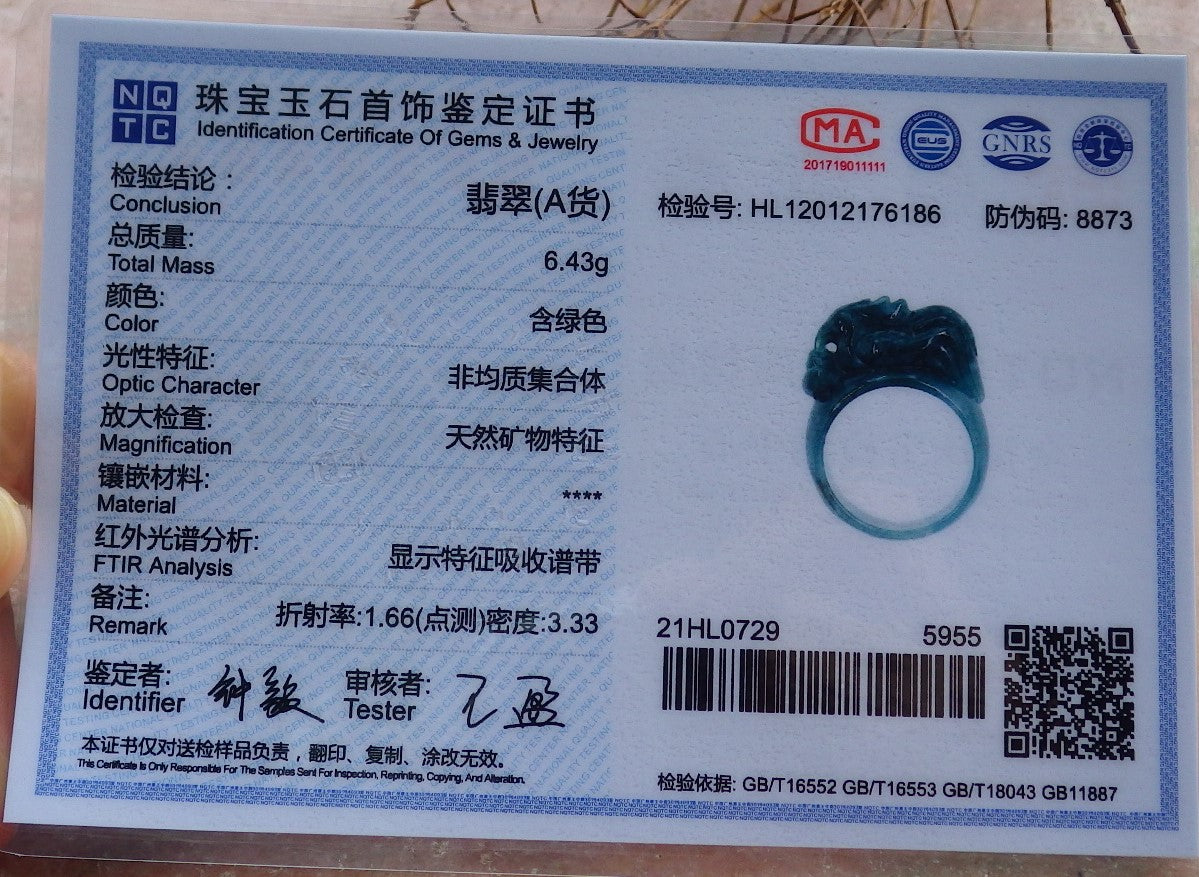 NQ
TC
珠宝玉石首饰鉴定证书
Identification Certificate Of Gems & Jewelry
检验结论:
Conclusion
翡翠(A货)
总质量:
Total Mass
6.43g
颜色:
Color
含绿色
光性特征:
Optic Character
非均质集合体
放大检查:
Magnification
天然矿物特征
镶嵌材料:
Material
****
红外光谱分析:
FTIR Analysis
显示特征吸收谱带
备注:
Remark
折射率:1.66(点测)密度:3.33
鉴定者:
Identifier
审核者:
Tester
本证书仅对送检样品负责，翻印、复制、涂改无效。
This Certificate Is Only Responsible For The Samples Sent For Inspection, Reprinting, Copying, And Alteration.
MA
201719011111
GNRS
检验号: HL12012176186
防伪码: 8873
21HL0729
5955
检验依据: GB/T16552 GB/T16553 GB/T18043 GB11887